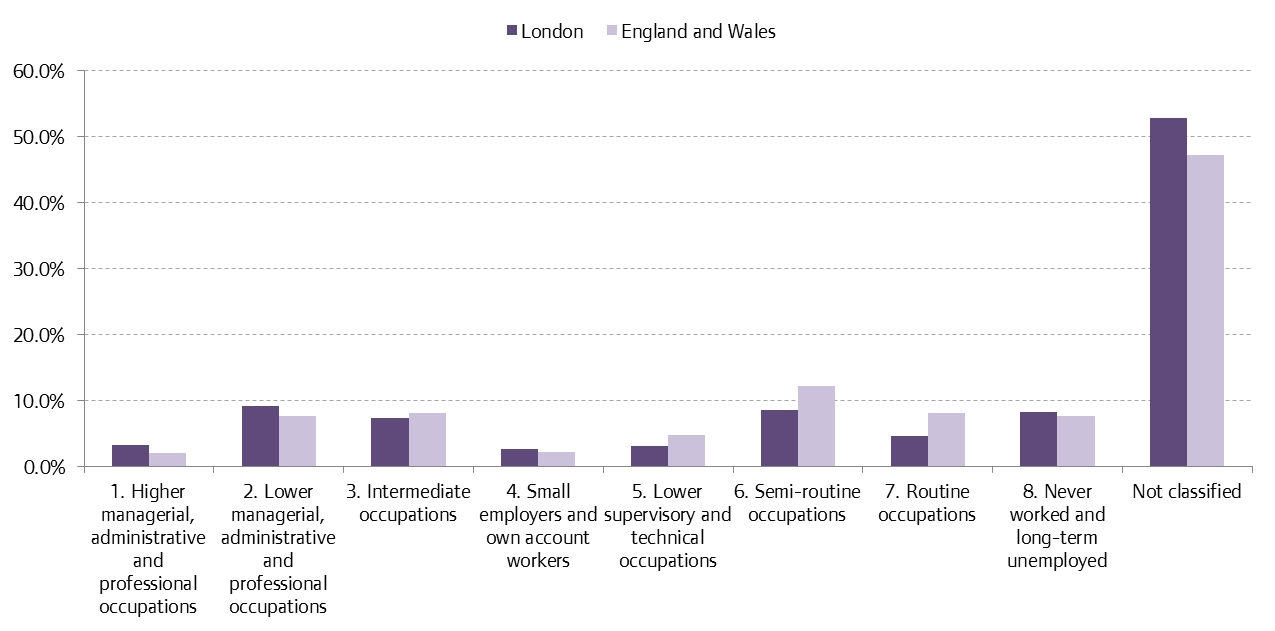 London England and Wales
60.0%
50.0%
40.0%
30.0%
20.0%
10.0%
0.0%
1. Higher
managerial,
administrative
and
professional
occupations
2. Lower
managerial,
administrative
and
professional
occupations
3. Intermediate
occupations
4. Small
employers and
own account
workers
5. Lower
supervisory and
technical
occupations
6. Semi-routine
occupations
7. Routine
occupations
8. Never
worked and
long-term
unemployed
Not classified